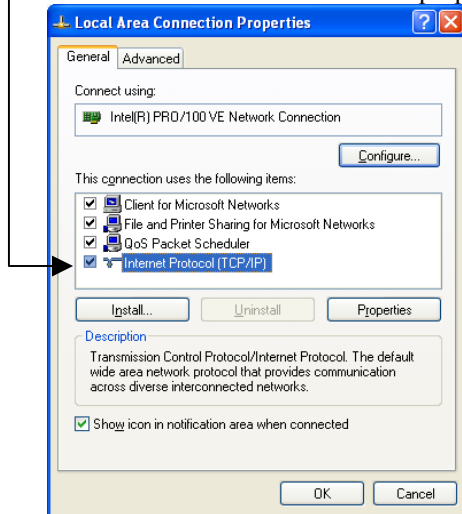 Local Area Connection Properties
General Advanced
Connect using:
Intel(R) PRO/100 VE Network Connection
Configure...
This connection uses the following items:
Client for Microsoft Networks
File and Printer Sharing for Microsoft Networks
QoS Packet Scheduler
Internet Protocol (TCP/IP)
Install... Uninstall Properties
Description
Transmission Control Protocol/Internet Protocol. The default
wide area network protocol that provides communication
across diverse interconnected networks.
Show icon in notification area when connected
OK Cancel